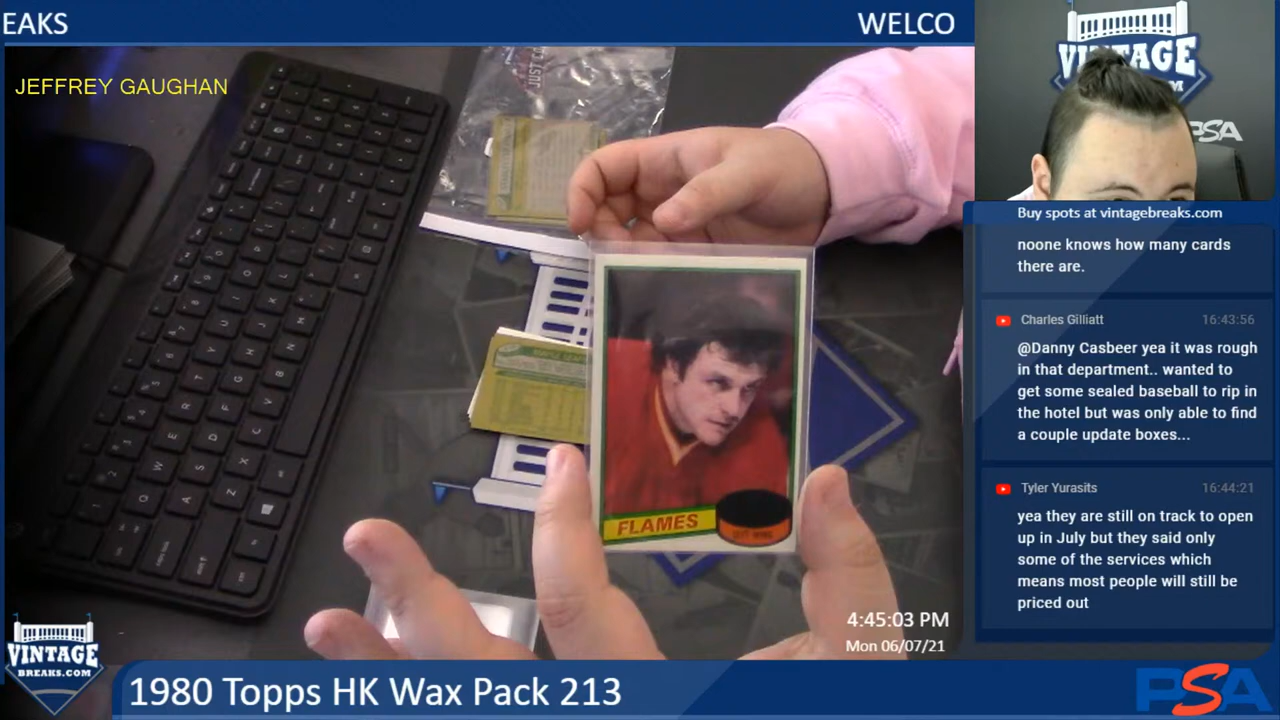 EAKS
WELCO
JEFFREY GAUGHAN
JUST
VINTAGE
PSA
FLAMES
LEFT WING
Buy spots at vintagebreaks.com
noone knows how many cards
there are.
Charles Gilliatt 16:43:56
@Danny Casbeer yea it was rough
in that department.. wanted to
get some sealed baseball to rip in
the hotel but was only able to find
a couple update boxes...
Tyler Yurasits 16:44:21
yea they are still on track to open
up in July but they said only
some of the services which
means most people will still be
priced out
4:45:03 PM
Mon 06/07/21
VINTAGE
BREAKS.COM
1980 Topps HK Wax Pack 213
PSA